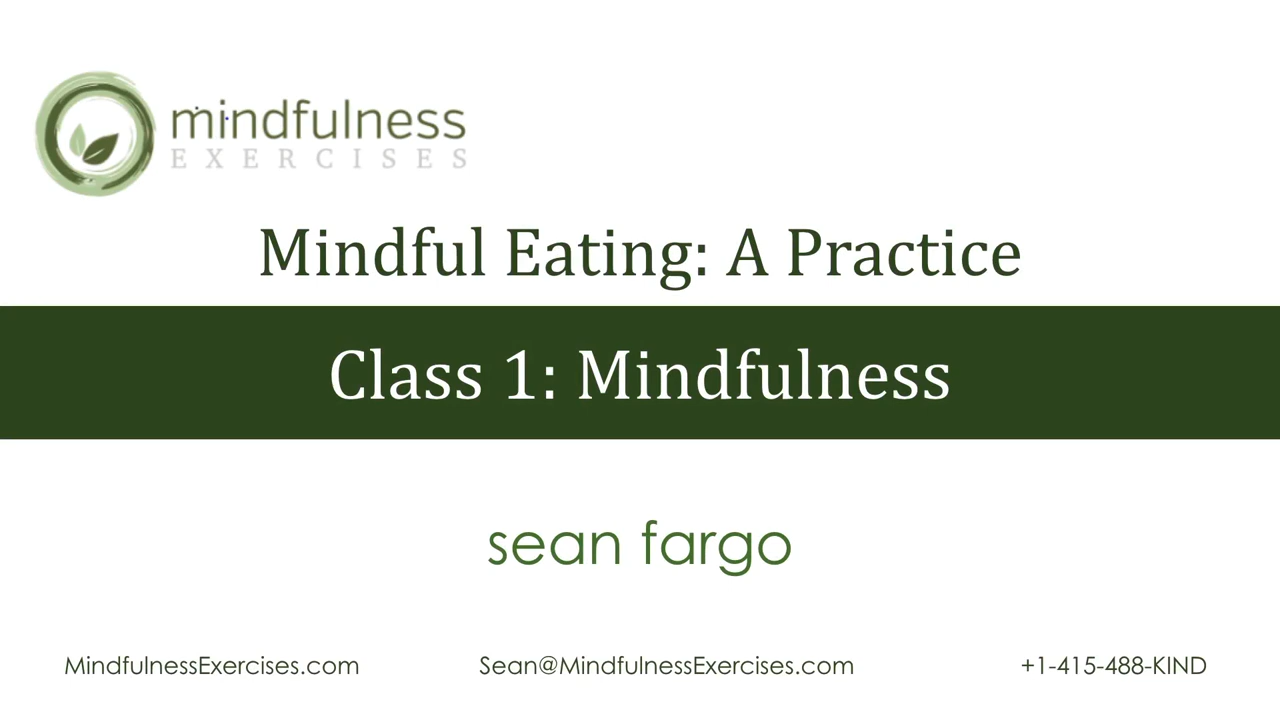 mindfulness
EXERCISES
Mindful Eating: A Practice
Class 1: Mindfulness
sean fargo
MindfulnessExercises.com
Sean@MindfulnessExercises.com
+1-415-488-KIND